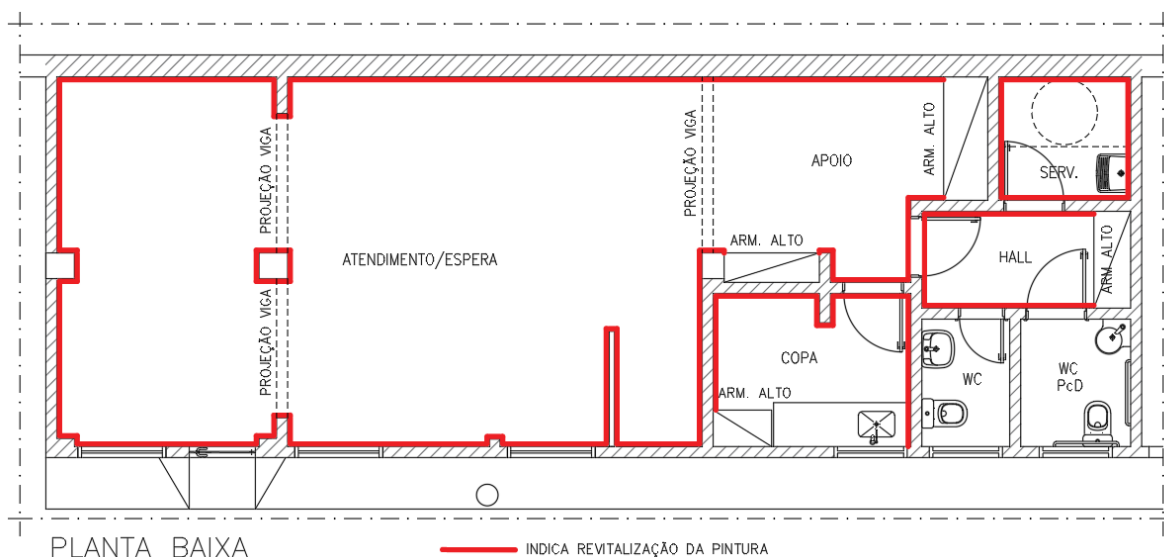 PROJEÇÃO VIGA
PROJEÇÃO VIGA
PROJEÇÃO VIGA
ARM. ALTO
APOIO
SERV.
ATENDIMENTO/ESPERA
ARM. ALTO
HALL
ARM. ALTO
COPA
ARM. ALTO
WC
WC
PcD
PLANTA BAIXA
INDICA REVITALIZAÇÃO DA PINTURA